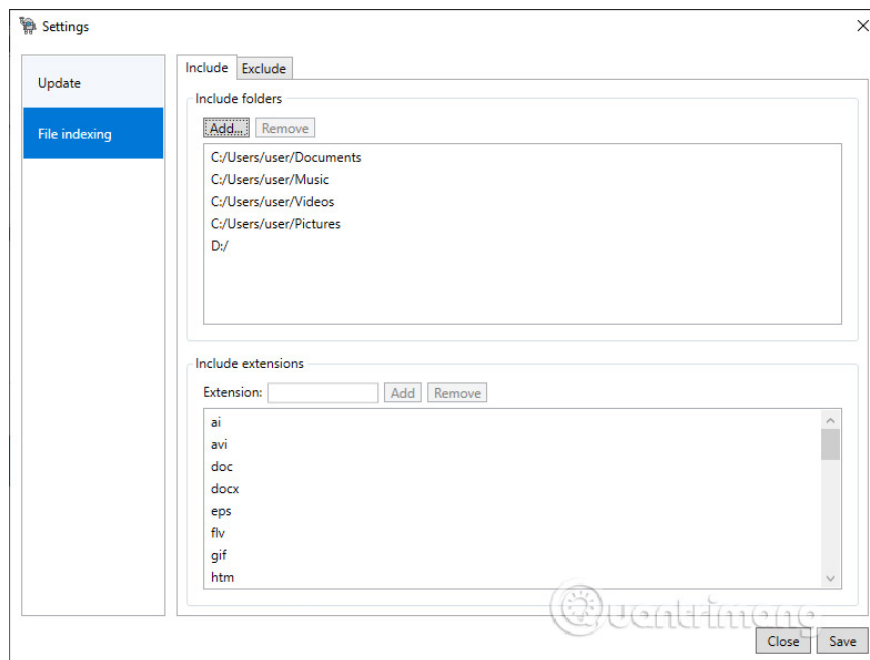 Settings
Update
File indexing
Include Exclude
Include folders
Add... Remove
C:/Users/user/Documents
C:/Users/user/Music
C:/Users/user/Videos
C:/Users/user/Pictures
D:/
Include extensions
Extension: Add Remove
ai
avi
doc
docx
eps
flv
gif
htm
Quantrimang
Close Save